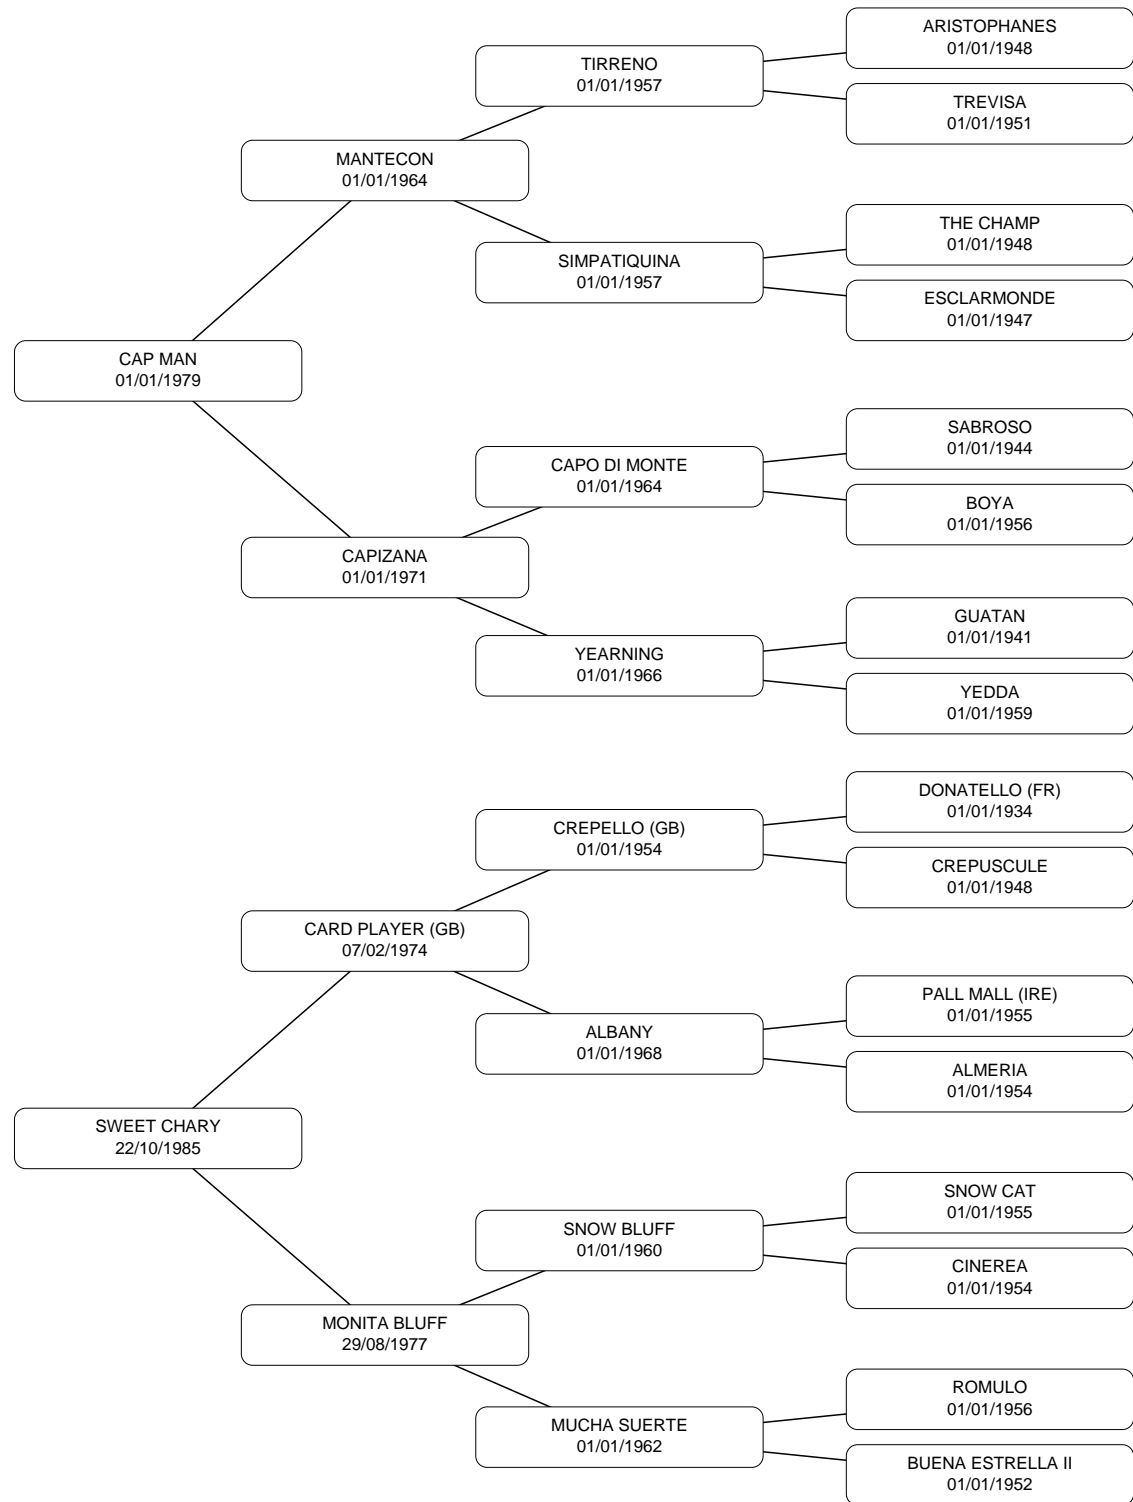 ARISTOPHANES
01/01/1948
TIRRENO
01/01/1957
TREVISA
01/01/1951
MANTECON
01/01/1964
THE CHAMP
01/01/1948
SIMPATIQUINA
01/01/1957
ESCLARMONDE
01/01/1947
CAP MAN
01/01/1979
SABROSO
01/01/1944
CAPO DI MONTE
01/01/1964
BOYA
01/01/1956
CAPIZANA
01/01/1971
GUATAN
01/01/1941
YEARNING
01/01/1966
YEDDA
01/01/1959
DONATELLO (FR)
01/01/1934
CREPELLO (GB)
01/01/1954
CREPUSCULE
01/01/1948
CARD PLAYER (GB)
07/02/1974
PALL MALL (IRE)
01/01/1955
ALBANY
01/01/1968
ALMERIA
01/01/1954
SWEET CHARY
22/10/1985
SNOW CAT
01/01/1955
SNOW BLUFF
01/01/1960
CINEREA
01/01/1954
MONITA BLUFF
29/08/1977
ROMULO
01/01/1956
MUCHA SUERTE
01/01/1962
BUENA ESTRELLA II
01/01/1952